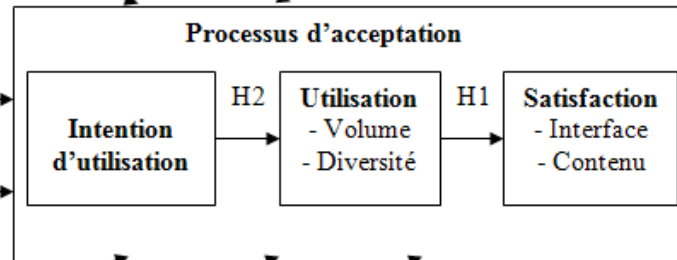 Processus d'acceptation
Intention
d'utilisation
H2
Utilisation
- Volume
- Diversité
H1
Satisfaction
- Interface
- Contenu